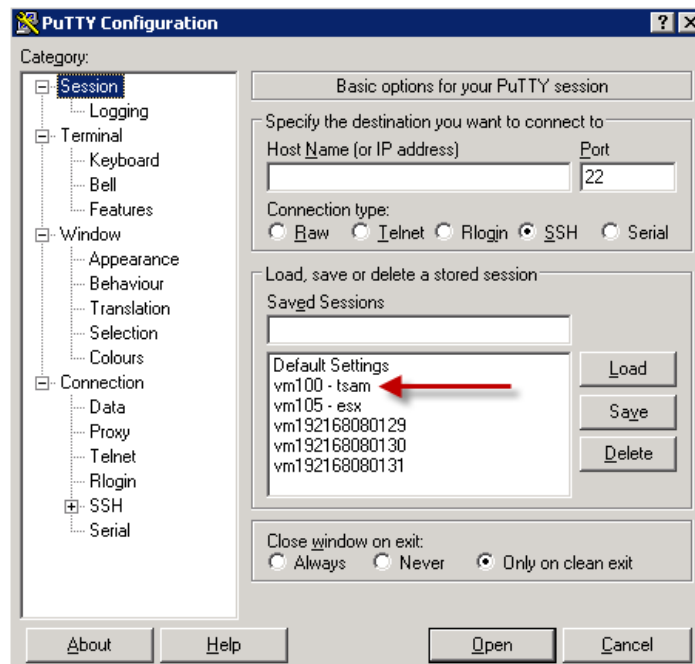 PuTTY Configuration
?
Category:
Session
Logging
Terminal
Keyboard
Bell
Features
Window
Appearance
Behaviour
Translation
Selection
Colours
Connection
Data
Proxy
Telnet
Rlogin
SSH
Serial
Basic options for your PuTTY session
Specify the destination you want to connect to
Host Name (or IP address) Port
22
Connection type:
Raw Telnet Rlogin SSH Serial
Load, save or delete a stored session
Saved Sessions
Default Settings
vm100 - tsam
vm105 - esx
vm192168080129
vm192168080130
vm192168080131
Load
Save
Delete
Close window on exit:
Always Never Only on clean exit
About Help Open Cancel